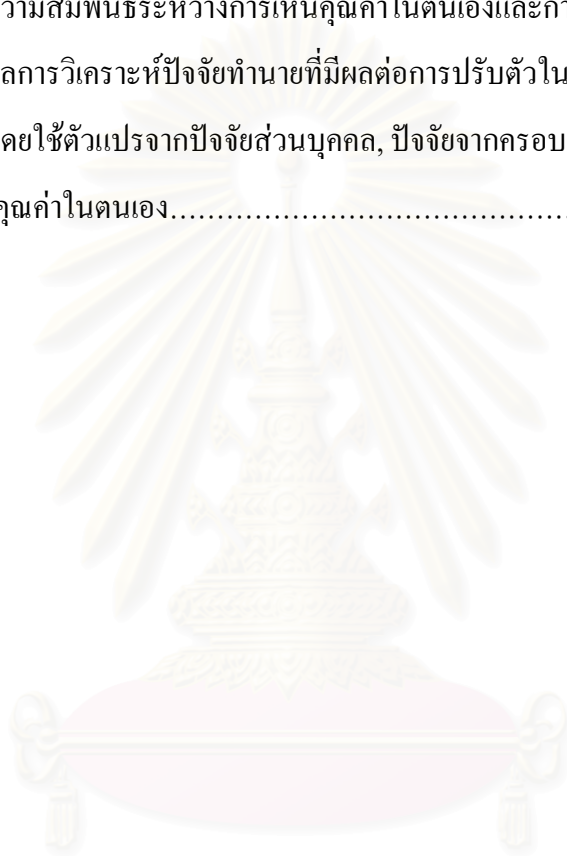 วามสัมพันธ์ระหว่างการเห็นคุณค่าในตนเองและกา
ลการวิเคราะห์ปัจจัยทำนายที่มีผลต่อการปรับตัวใน
ดยใช้ตัวแปรจากปัจจัยส่วนบุคคล, ปัจจัยจากครอบ
คุณค่าในตนเอง.............................................